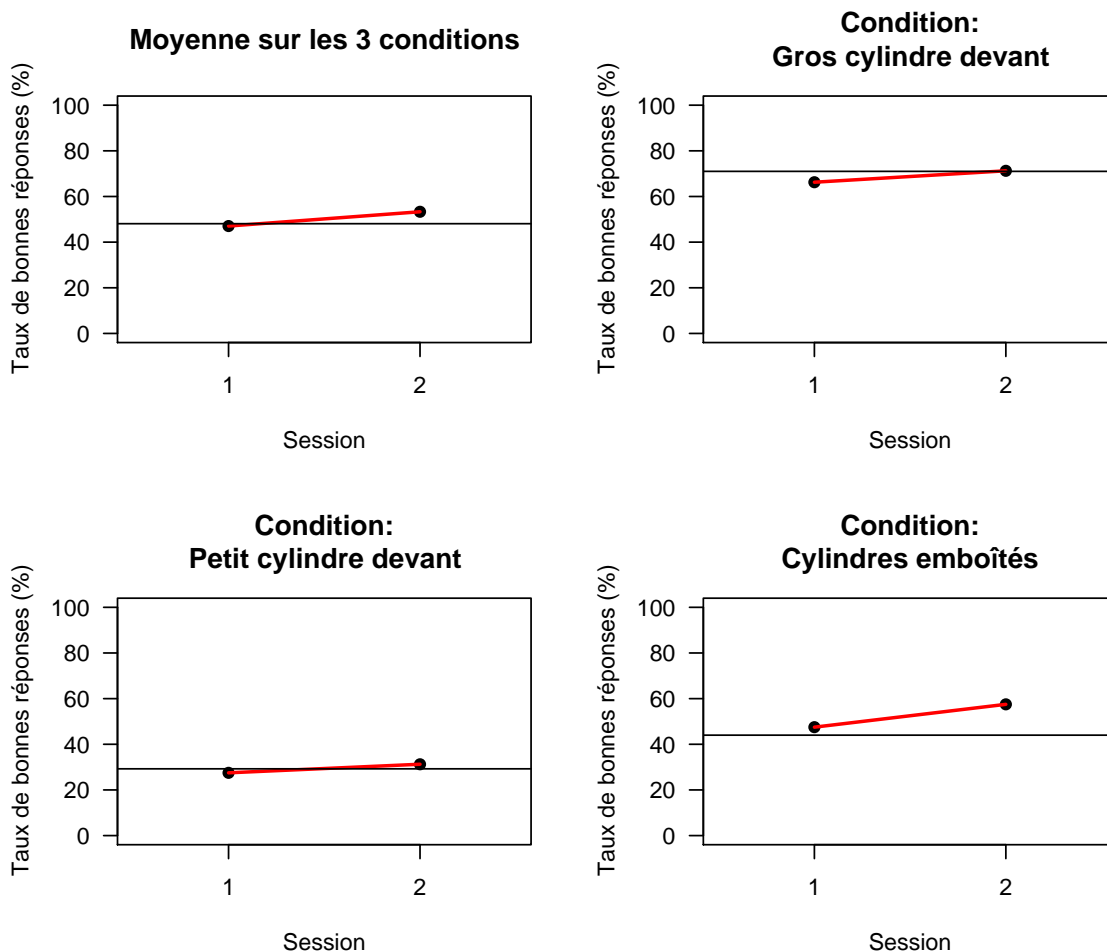 Moyenne sur les 3 conditions
Taux de bonnes réponses (%)
100
80
60
40
20
0
1
2
Session
Condition:
Gros cylindre devant
Taux de bonnes réponses (%)
100
80
60
40
20
0
1
2
Session
Condition:
Petit cylindre devant
Taux de bonnes réponses (%)
100
80
60
40
20
0
1
2
Session
Condition:
Cylindres emboîtés
Taux de bonnes réponses (%)
100
80
60
40
20
0
1
2
Session